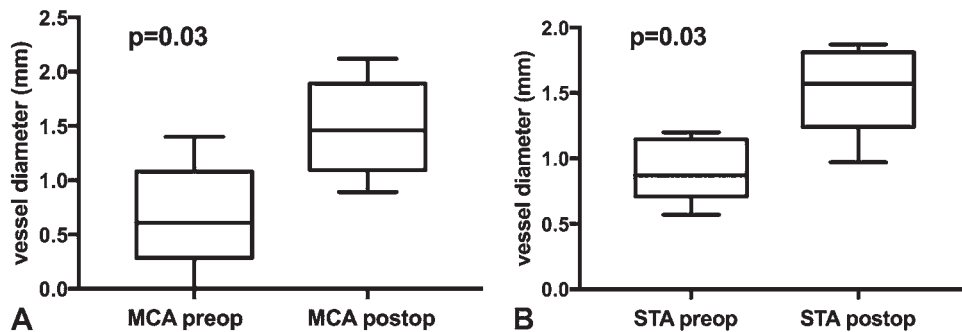 vessel diameter (mm)
2.5
2.0
1.5
1.0
0.5
0.0
p=0.03
MCA preop
MCA postop
A
vessel diameter (mm)
2.0
1.5
1.0
0.5
0.0
p=0.03
STA preop
STA postop
B